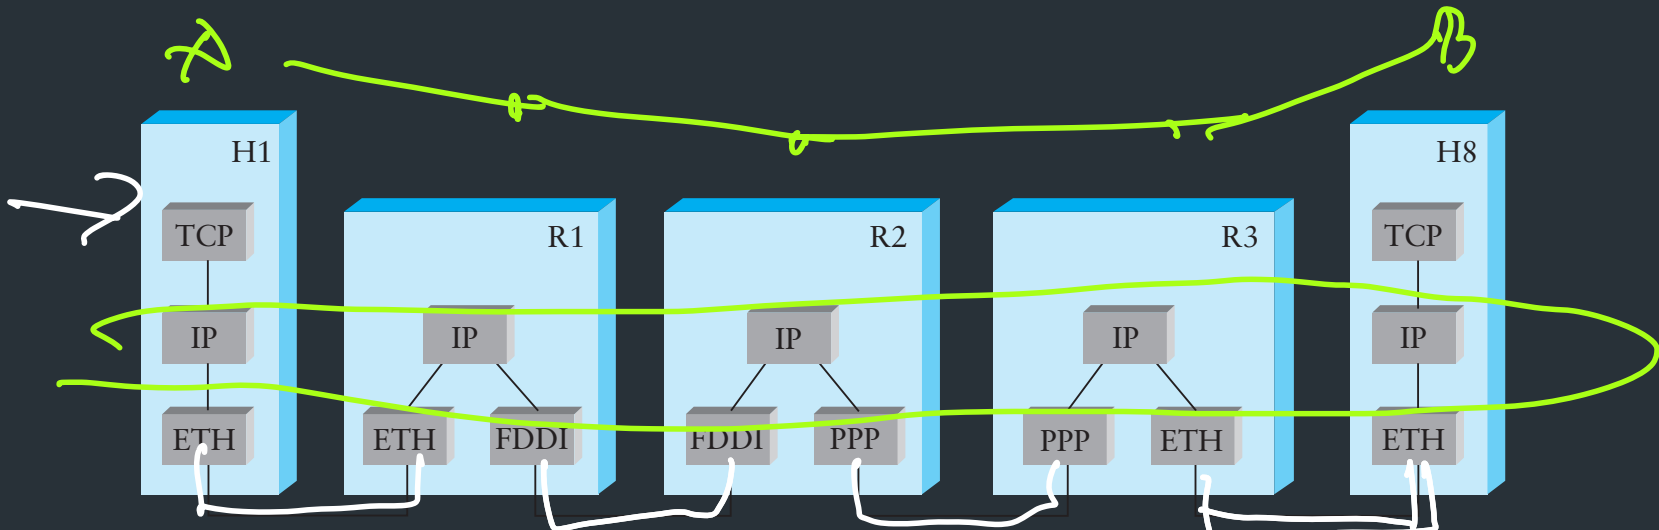 A B
H1 H8
TCP R1 R2 R3 TCP
IP IP IP IP IP
ETH ETH FDDI FDDI PPP PPP ETH ETH